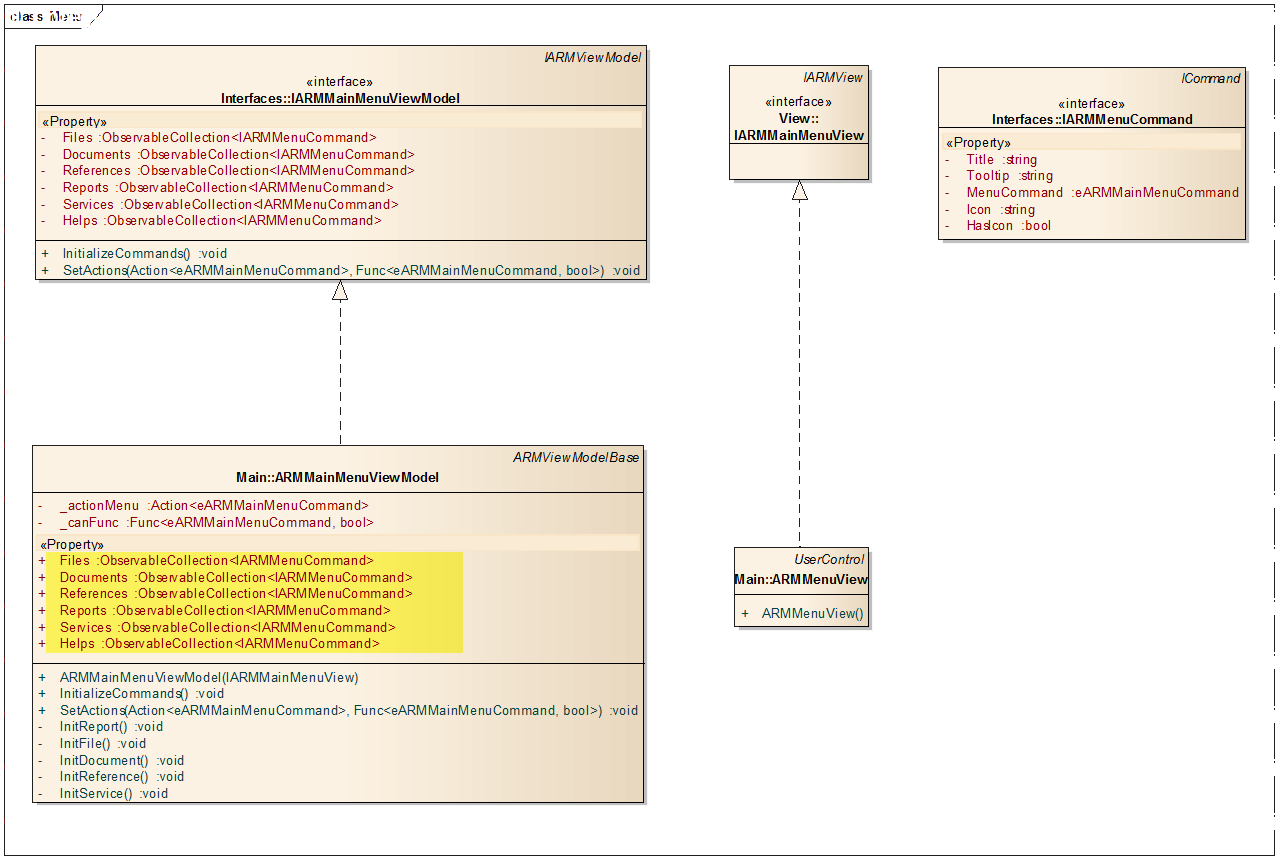 class Menu
IARMViewModel
«interface»
Interfaces::IARMMainMenuViewModel
«Property»
- Files :ObservableCollection<IARMMenuCommand>
- Documents :ObservableCollection<IARMMenuCommand>
- References :ObservableCollection<IARMMenuCommand>
- Reports :ObservableCollection<IARMMenuCommand>
- Services :ObservableCollection<IARMMenuCommand>
- Helps :ObservableCollection<IARMMenuCommand>
+ InitializeCommands() :void
+ SetActions(Action<eARMMainMenuCommand>, Func<eARMMainMenuCommand, bool>) :void
IARMView
«interface»
View::
IARMMainMenuView
ICommand
«interface»
Interfaces::IARMMenuCommand
«Property»
- Title :string
- Tooltip :string
- MenuCommand :eARMMainMenuCommand
- Icon :string
- HasIcon :bool
ARMViewModelBase
Main::ARMMainMenuViewModel
- _actionMenu :Action<eARMMainMenuCommand>
- _canFunc :Func<eARMMainMenuCommand, bool>
«Property»
+ Files :ObservableCollection<IARMMenuCommand>
+ Documents :ObservableCollection<IARMMenuCommand>
+ References :ObservableCollection<IARMMenuCommand>
+ Reports :ObservableCollection<IARMMenuCommand>
+ Services :ObservableCollection<IARMMenuCommand>
+ Helps :ObservableCollection<IARMMenuCommand>
+ ARMMainMenuViewModel(IARMMainMenuView)
+ InitializeCommands() :void
+ SetActions(Action<eARMMainMenuCommand>, Func<eARMMainMenuCommand, bool>) :void
- InitReport() :void
- InitFile() :void
- InitDocument() :void
- InitReference() :void
- InitService() :void
UserControl
Main::ARMMenuView
+ ARMMenuView()